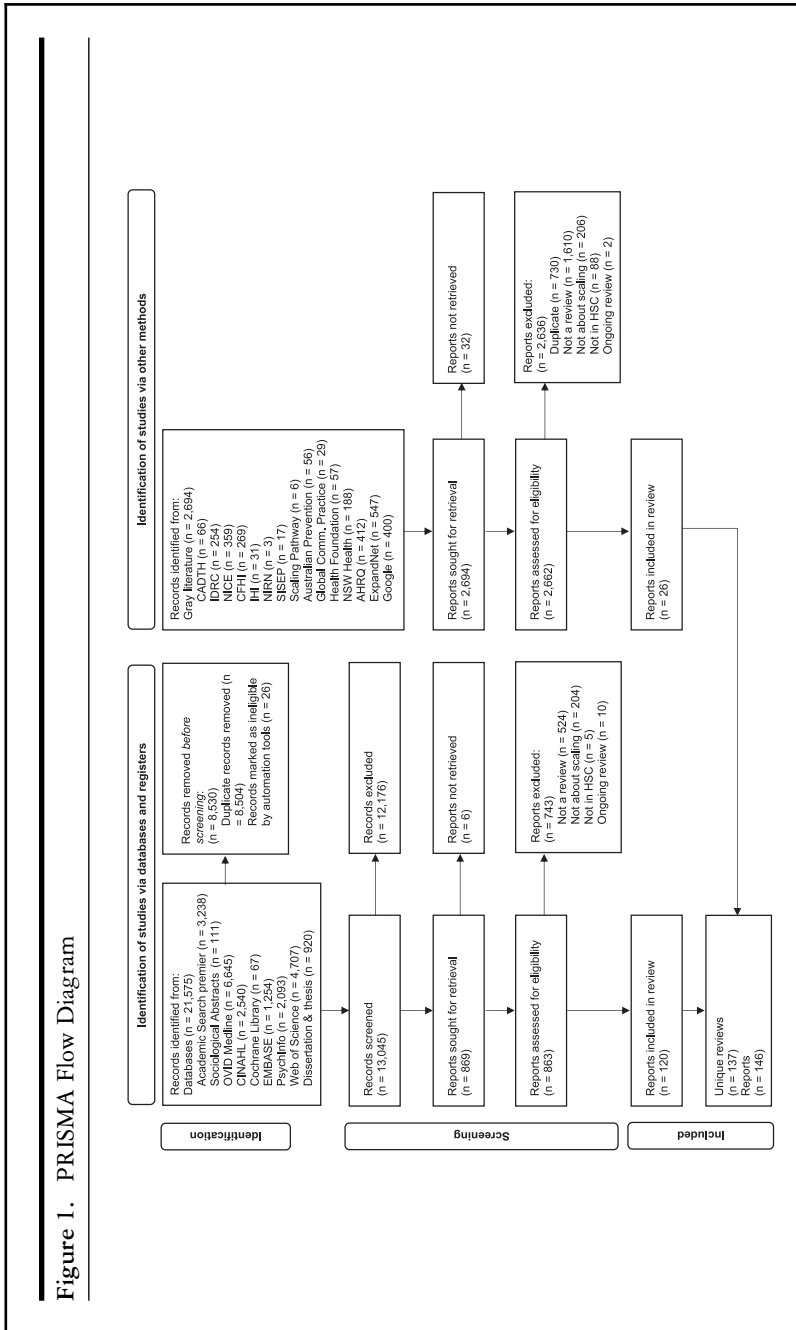 Figure 1. PRISMA Flow Diagram
Identification of studies via databases and registers
Identification of studies via other methods
Identification
Records identified from:
Databases (n = 21,575)
Academic Search premier (n = 3,238)
Sociological Abstracts (n = 111)
OVID Medline (n = 6,645)
CINAHL (n = 2,540)
Cochrane Library (n = 67)
EMBASE (n = 1,254)
PsychInfo (n = 2,093)
Web of Science (n = 4,707)
Dissertation & thesis (n = 920)
Records removed before
screening:
(n = 8,530)
Duplicate records removed (n
= 8,504)
Records marked as ineligible
by automation tools (n = 26)
Records identified from:
Gray literature (n = 2,694)
CADTH (n = 66)
IDRC (n = 254)
NICE (n = 359)
CFHI (n = 269)
IHI (n = 31)
NIRN (n = 3)
SISEP (n = 17)
Scaling Pathway (n = 6)
Australian Prevention (n = 56)
Global Comm. Practice (n = 29)
Health Foundation (n = 57)
NSW Health (n = 188)
AHRQ (n = 412)
ExpandNet (n = 547)
Google (n = 400)
Screening
Records screened
(n = 13,045)
Records excluded
(n = 12,176)
Reports sought for retrieval
(n = 869)
Reports not retrieved
(n = 6)
Reports sought for retrieval
(n = 2,694)
Reports not retrieved
(n = 32)
Reports assessed for eligibility
(n = 863)
Reports excluded:
(n = 743)
Not a review (n = 524)
Not about scaling (n = 204)
Not in HSC (n = 5)
Ongoing review (n = 10)
Reports assessed for eligibility
(n = 2,662)
Reports excluded:
(n = 2,636)
Duplicate (n = 730)
Not a review (n = 1,610)
Not about scaling (n = 206)
Not in HSC (n = 88)
Ongoing review (n = 2)
Included
Reports included in review
(n = 120)
Reports included in review
(n = 26)
Unique reviews
(n = 137)
Reports
(n = 146)